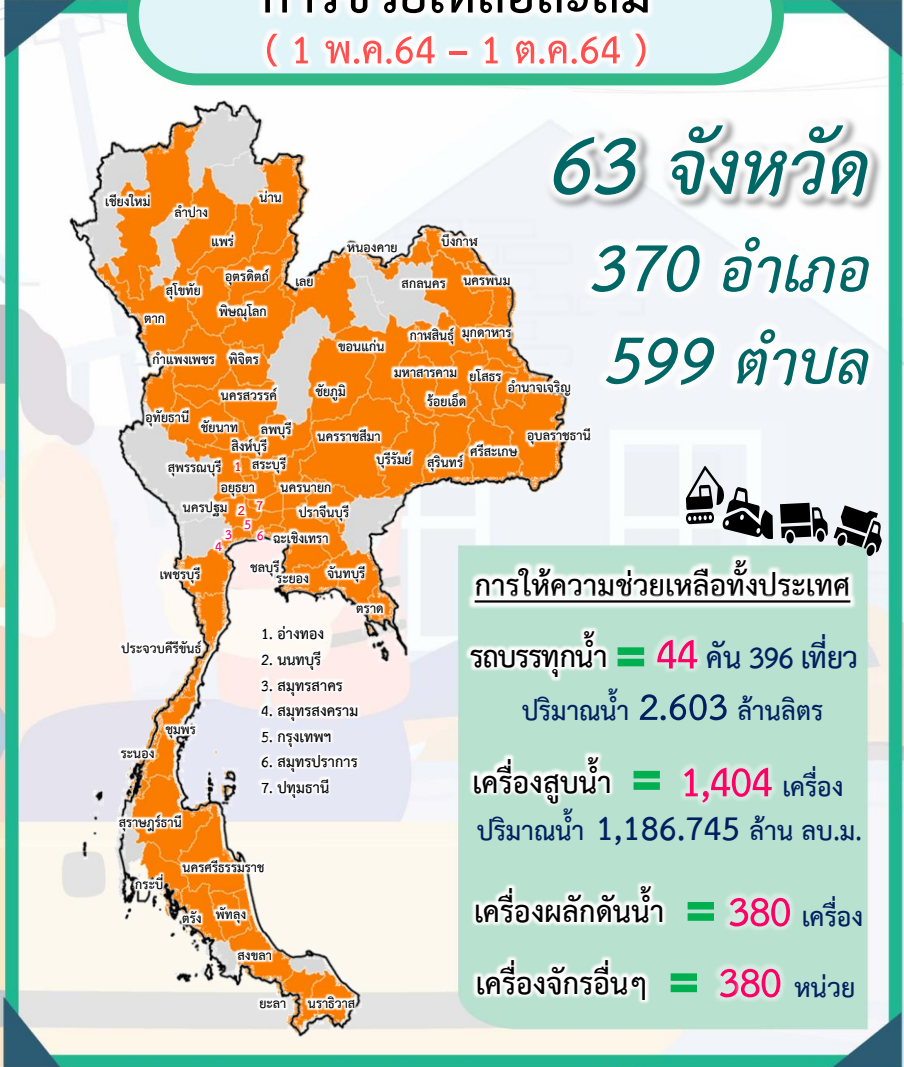 การช่วยเหลือสะสม
( 1 พ.ค.64 – 1 ต.ค.64 )
63 จังหวัด
370 อำเภอ
599 ตำบล
เชียงใหม่
น่าน
ลำปาง
แพร่
หนองคาย
บึงกาฬ
อุตรดิตถ์
เลย
สกลนคร
นครพนม
สุโขทัย
ตาก
พิษณุโลก
กาฬสินธุ์
มุกดาหาร
ขอนแก่น
กำแพงเพชร
พิจิตร
มหาสารคาม
ยโสธร
อำนาจเจริญ
นครสวรรค์
ชัยภูมิ
ร้อยเอ็ด
อุทัยธานี
ชัยนาท
ลพบุรี
นครราชสีมา
อุบลราชธานี
สิงห์บุรี
บุรีรัมย์
สุรินทร์
ศรีสะเกษ
สุพรรณบุรี
1
สระบุรี
อยุธยา
นครนายก
นครปฐม
2
7
ปราจีนบุรี
5
3
6
ฉะเชิงเทรา
4
เพชรบุรี
ชลบุรี
ระยอง
จันทบุรี
ตราด
ประจวบคีรีขันธ์
1. อ่างทอง
2. นนทบุรี
3. สมุทรสาคร
4. สมุทรสงคราม
5. กรุงเทพฯ
6. สมุทรปราการ
7. ปทุมธานี
ชุมพร
ระนอง
สุราษฎร์ธานี
นครศรีธรรมราช
กระบี่
ตรัง
พัทลุง
สงขลา
ยะลา
นราธิวาส
การให้ความช่วยเหลือทั้งประเทศ
รถบรรทุกน้ำ = 44 คัน 396 เที่ยว
ปริมาณน้ำ 2.603 ล้านลิตร
เครื่องสูบน้ำ = 1,404 เครื่อง
ปริมาณน้ำ 1,186.745 ล้าน ลบ.ม.
เครื่องผลักดันน้ำ = 380 เครื่อง
เครื่องจักรอื่นๆ = 380 หน่วย